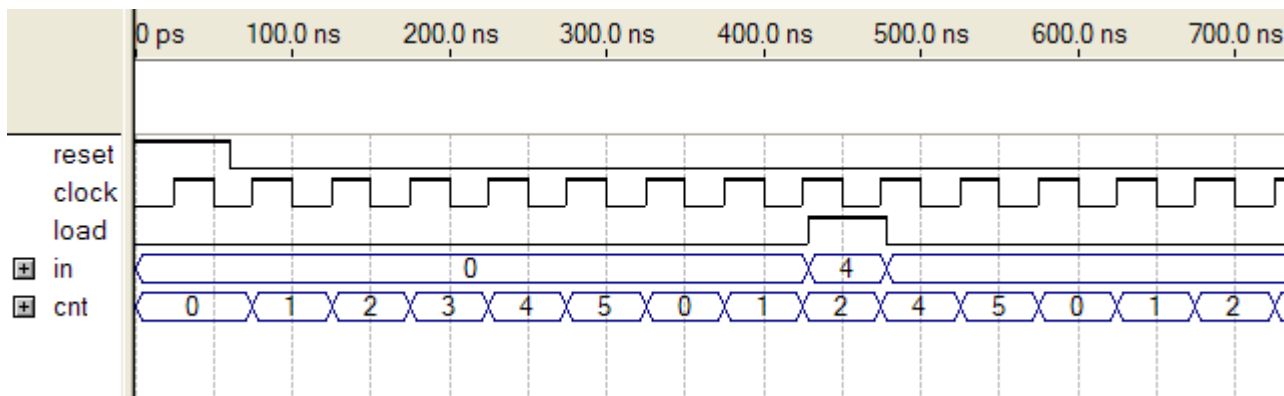 0 ps 100.0 ns 200.0 ns 300.0 ns 400.0 ns 500.0 ns 600.0 ns 700.0 ns
reset
clock
load
in 0 4
cnt 0 1 2 3 4 5 0 1 2 4 5 0 1 2